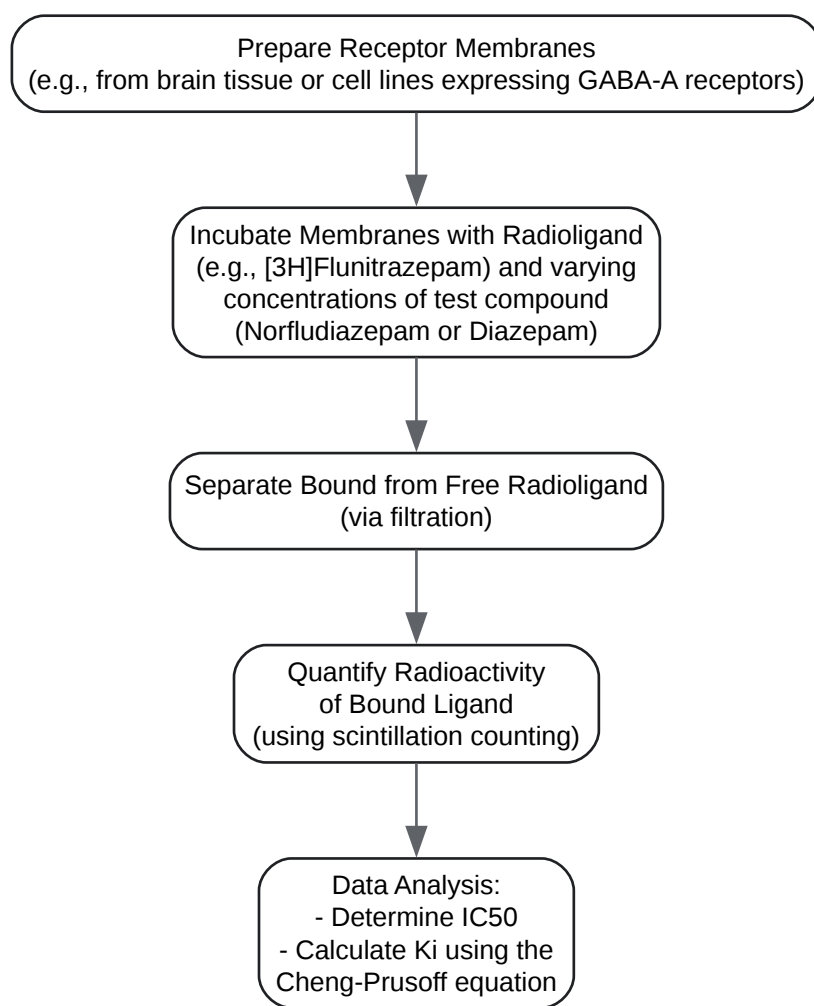 Prepare Receptor Membranes
(e.g., from brain tissue or cell lines expressing GABA-A receptors)
Incubate Membranes with Radioligand
(e.g., [3H]Flunitrazepam) and varying
concentrations of test compound
(Norfludiazepam or Diazepam)
Separate Bound from Free Radioligand
(via filtration)
Quantify Radioactivity
of Bound Ligand
(using scintillation counting)
Data Analysis:
- Determine IC50
- Calculate Ki using the
Cheng-Prusoff equation